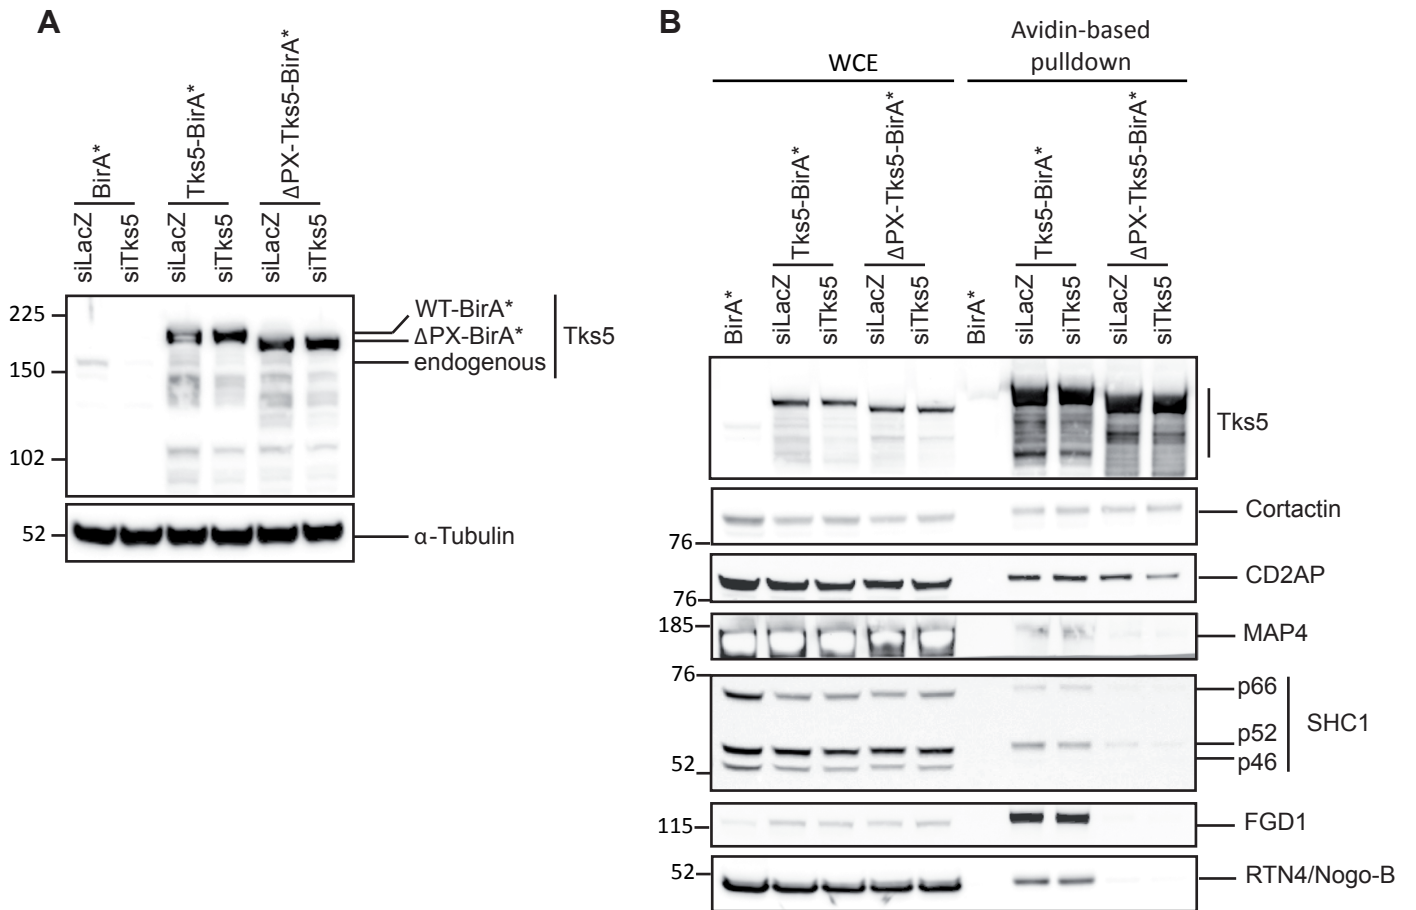 A
BirA*
Tks5-BirA*
ΔPX-Tks5-BirA*
siLacZ
siTks5
siLacZ
siTks5
siLacZ
siTks5
225
150
102
52
WT-BirA*
ΔPX-BirA*
endogenous
Tks5
α-Tubulin
B
WCE
Avidin-based
pulldown
BirA*
Tks5-BirA*
ΔPX-Tks5-BirA*
siLacZ
siTks5
siLacZ
siTks5
BirA*
Tks5-BirA*
ΔPX-Tks5-BirA*
siLacZ
siTks5
siLacZ
siTks5
Tks5
76
Cortactin
76
CD2AP
185
MAP4
76
52
p66
p52
p46
SHC1
115
FGD1
52
RTN4/Nogo-B